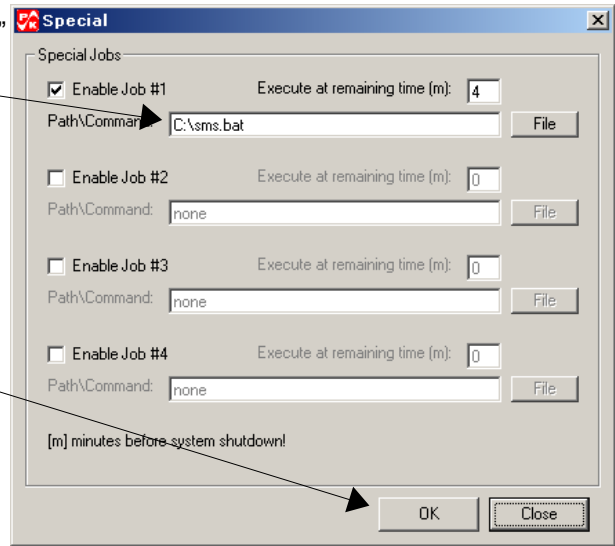 ”
Special
Special Jobs
Enable Job #1 Execute at remaining time (m): 4
Path\Command: C:\sms.bat File
Enable Job #2 Execute at remaining time (m): 0
Path\Command: none File
Enable Job #3 Execute at remaining time (m): 0
Path\Command: none File
Enable Job #4 Execute at remaining time (m): 0
Path\Command: none File
[m] minutes before system shutdown!
OK Close